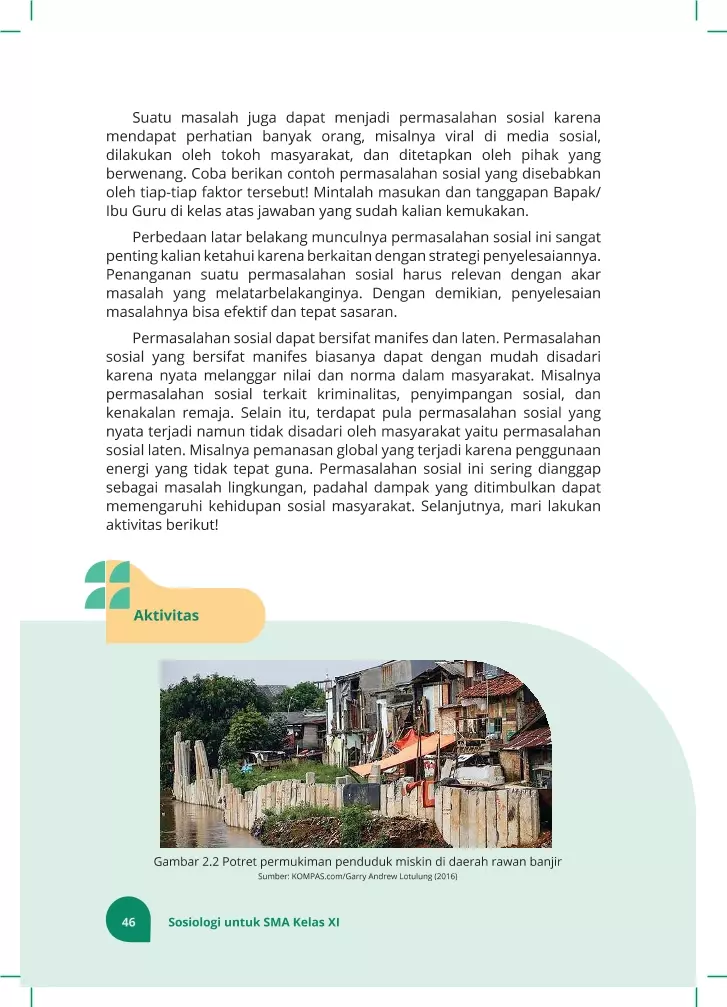 Suatu masalah juga dapat menjadi permasalahan sosial karena
mendapat perhatian banyak orang, misalnya viral di media sosial,
dilakukan oleh tokoh masyarakat, dan ditetapkan oleh pihak yang
berwenang. Coba berikan contoh permasalahan sosial yang disebabkan
oleh tiap-tiap faktor tersebut! Mintalah masukan dan tanggapan Bapak/
Ibu Guru di kelas atas jawaban yang sudah kalian kemukakan.
Perbedaan latar belakang munculnya permasalahan sosial ini sangat
penting kalian ketahui karena berkaitan dengan strategi penyelesaiannya.
Penanganan suatu permasalahan sosial harus relevan dengan akar
masalah yang melatarbelakanginya. Dengan demikian, penyelesaian
masalahnya bisa efektif dan tepat sasaran.
Permasalahan sosial dapat bersifat manifes dan laten. Permasalahan
sosial yang bersifat manifes biasanya dapat dengan mudah disadari
karena nyata melanggar nilai dan norma dalam masyarakat. Misalnya
permasalahan sosial terkait kriminalitas, penyimpangan sosial, dan
kenakalan remaja. Selain itu, terdapat pula permasalahan sosial yang
nyata terjadi namun tidak disadari oleh masyarakat yaitu permasalahan
sosial laten. Misalnya pemanasan global yang terjadi karena penggunaan
energi yang tidak tepat guna. Permasalahan sosial ini sering dianggap
sebagai masalah lingkungan, padahal dampak yang ditimbulkan dapat
memengaruhi kehidupan sosial masyarakat. Selanjutnya, mari lakukan
aktivitas berikut!
Aktivitas
Gambar 2.2 Potret permukiman penduduk miskin di daerah rawan banjir
Sumber: KOMPAS.com/Garry Andrew Lotulung (2016)
46 Sosiologi untuk SMA Kelas XI